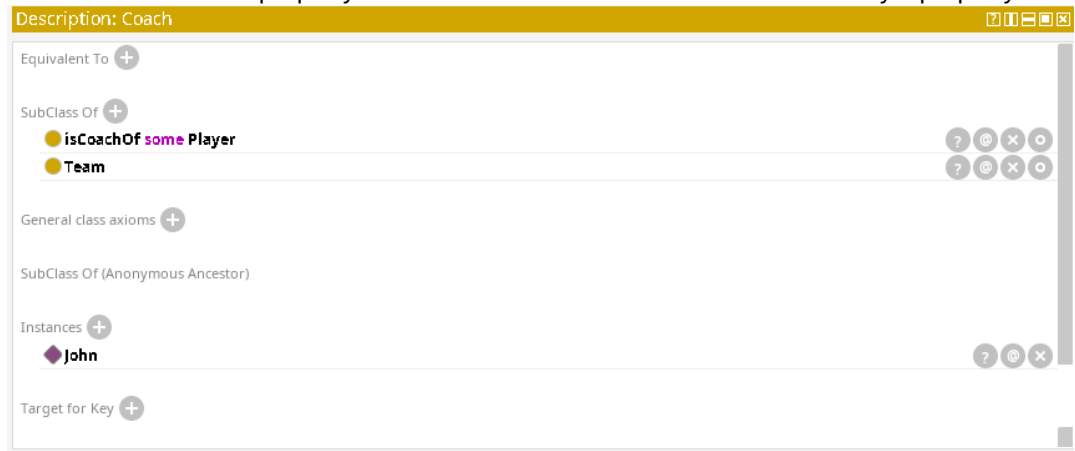 Description: Coach
Equivalent To
SubClass Of
isCoachOf some Player
Team
General class axioms
SubClass Of (Anonymous Ancestor)
Instances
John
Target for Key